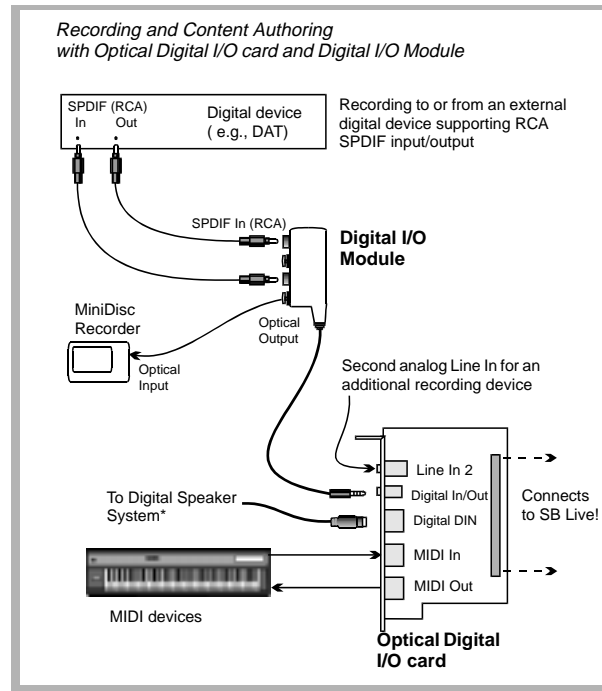 Recording and Content Authoring
with Optical Digital I/O card and Digital I/O Module
SPDIF (RCA)
In Out
Digital device
( e.g., DAT)
Recording to or from an external
digital device supporting RCA
SPDIF input/output
SPDIF In (RCA)
Digital I/O
Module
MiniDisc
Recorder
Optical
Output
Optical
Input
Second analog Line In for an
additional recording device
Line In 2
Digital In/Out
Digital DIN
MIDI In
MIDI Out
Connects
to SB Live!
To Digital Speaker
System*
MIDI devices
Optical Digital
I/O card